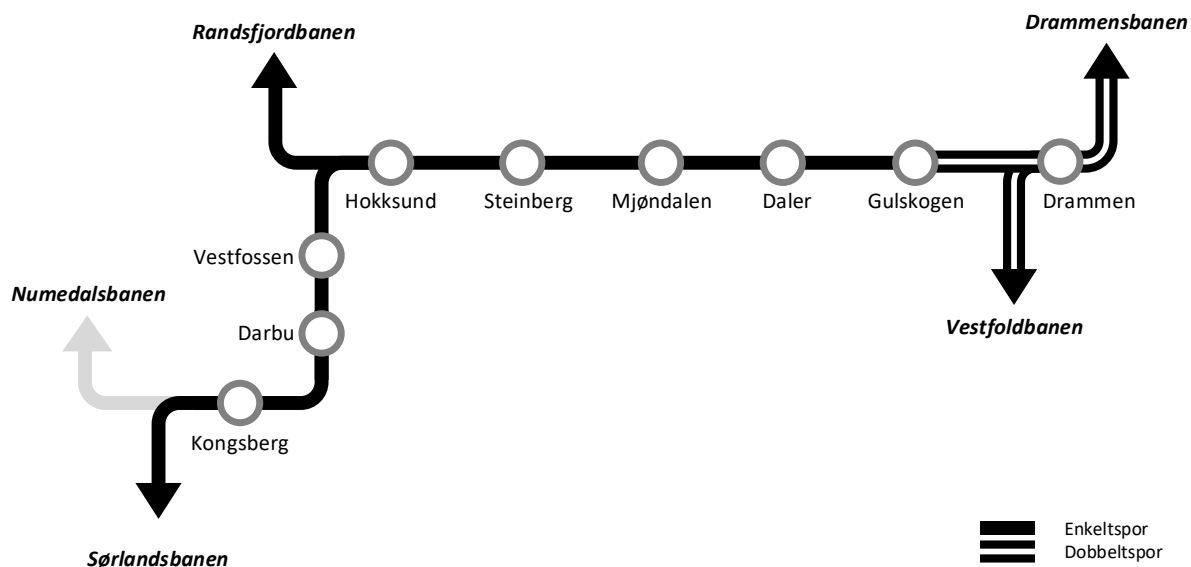 Drammensbanen
Randsfjordbanen
Hokksund
Steinberg
Mjøndalen
Daler
Gulskogen
Drammen
Vestfossen
Numedalsbanen
Darbu
Vestfoldbanen
Kongsberg
Enkeltspor
Dobbeltspor
Sørlandsbanen